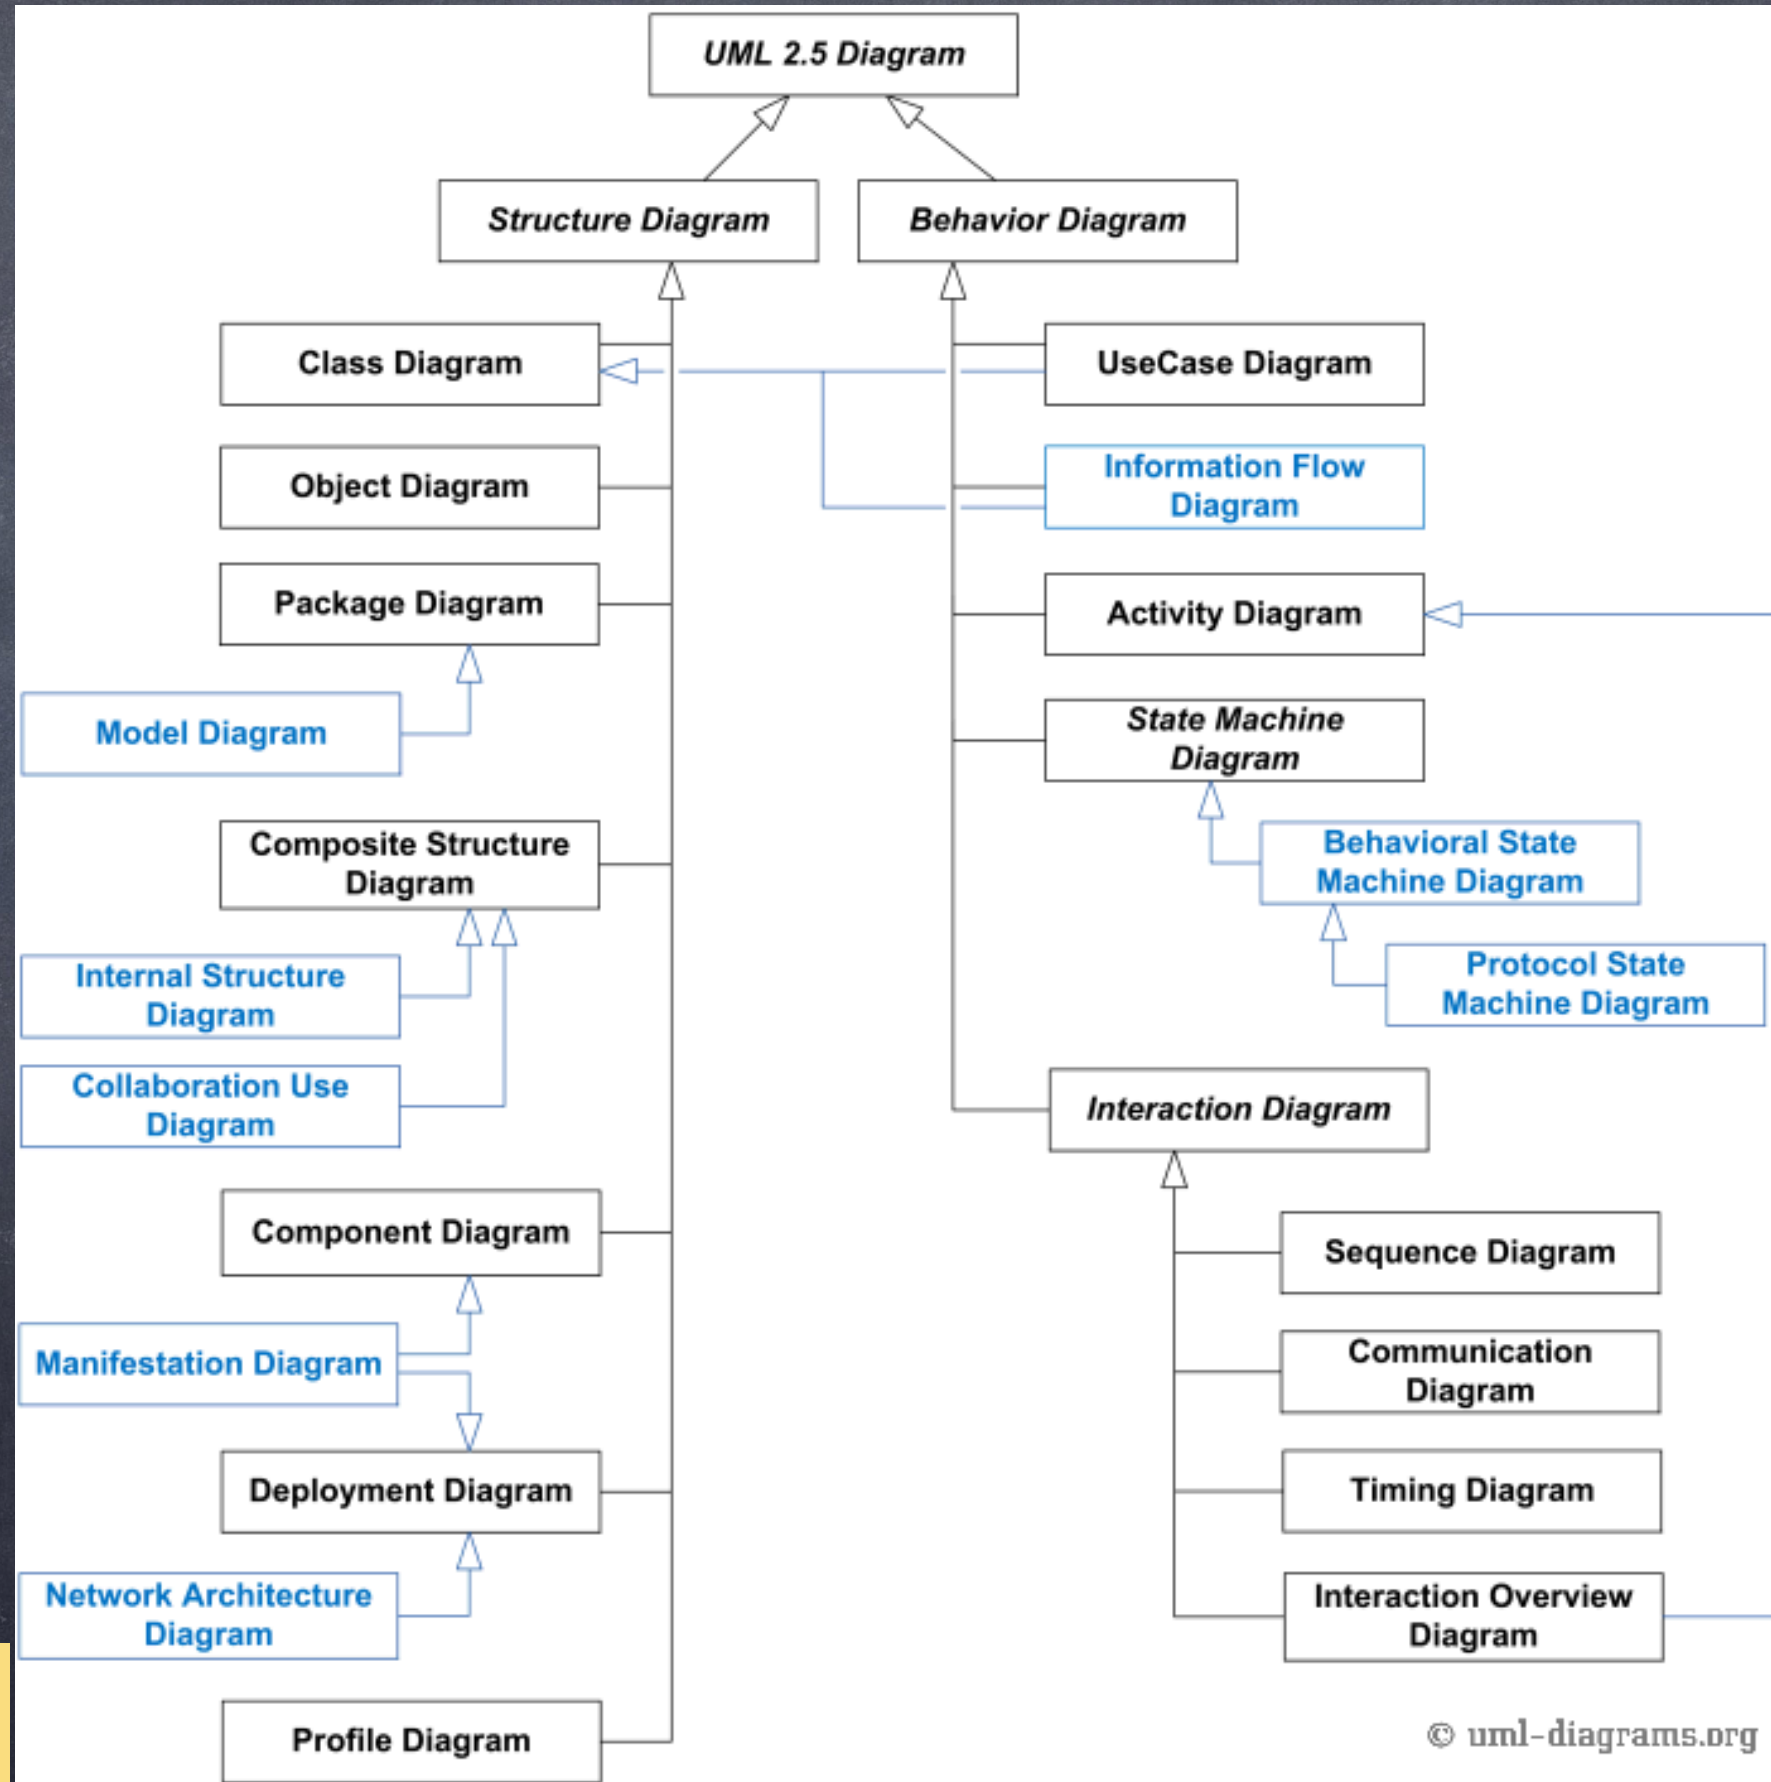 UML 2.5 Diagram
Structure Diagram
Behavior Diagram
Class Diagram
UseCase Diagram
Object Diagram
Information Flow
Diagram
Package Diagram
Activity Diagram
Model Diagram
State Machine
Diagram
Composite Structure
Diagram
Behavioral State
Machine Diagram
Internal Structure
Diagram
Protocol State
Machine Diagram
Collaboration Use
Diagram
Interaction Diagram
Component Diagram
Sequence Diagram
Manifestation Diagram
Communication
Diagram
Deployment Diagram
Timing Diagram
Network Architecture
Diagram
Interaction Overview
Diagram
Profile Diagram
© uml-diagrams.org